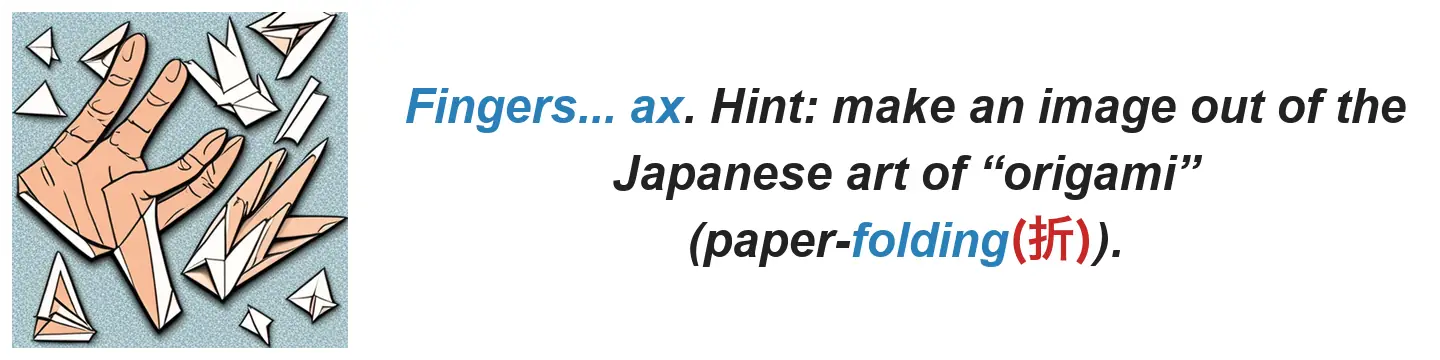 Fingers... ax. Hint: make an image out of the
Japanese art of “origami”
(paper-folding(折)).